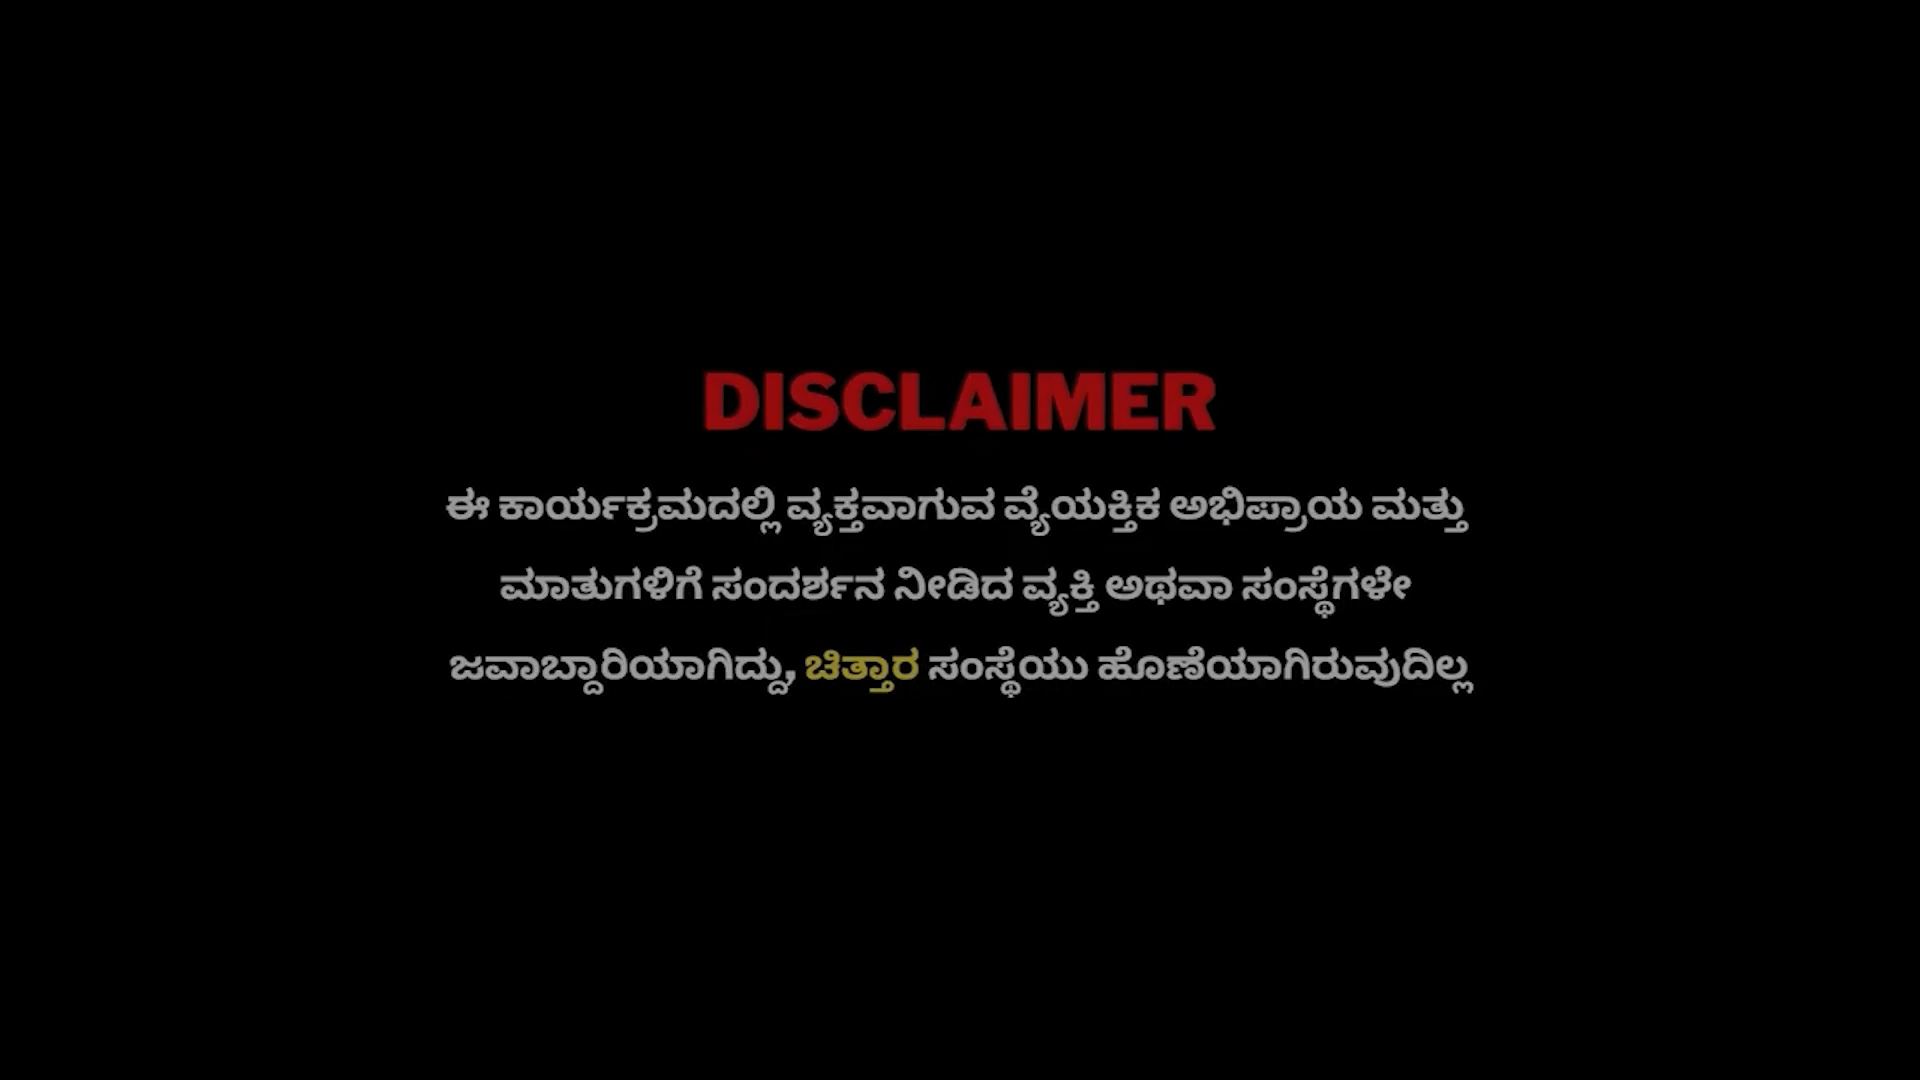 DISCLAIMER
ಈ ಕಾರ್ಯಕ್ರಮದಲ್ಲಿ ವ್ಯಕ್ತವಾಗುವ ವೈಯಕ್ತಿಕ ಅಭಿಪ್ರಾಯ ಮತ್ತು
ಮಾತುಗಳಿಗೆ ಸಂದರ್ಶನ ನೀಡಿದ ವ್ಯಕ್ತಿ ಅಥವಾ ಸಂಸ್ಥೆಗಳೇ
ಜವಾಬ್ದಾರಿಯಾಗಿದ್ದು, ಚಿತ್ತಾರ ಸಂಸ್ಥೆಯು ಹೊಣೆಯಾಗಿರುವುದಿಲ್ಲ